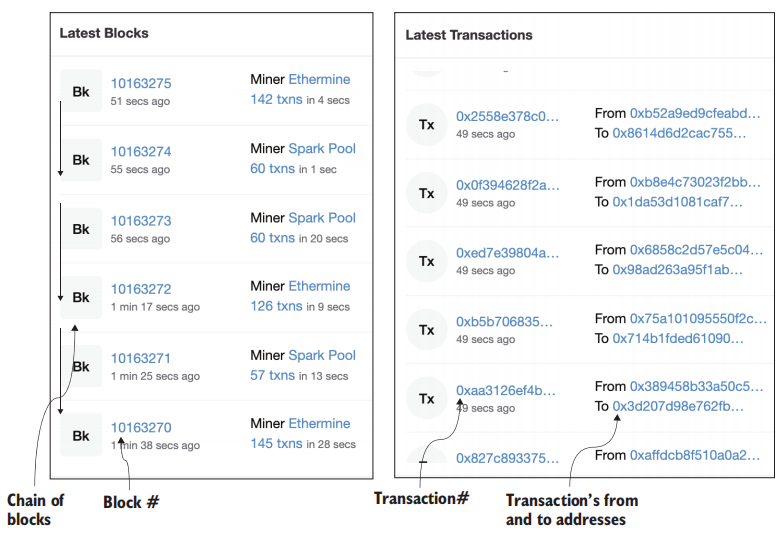 Latest Blocks
Bk
10163275
51 secs ago
Miner Ethermine
142 txns in 4 secs
Bk
10163274
55 secs ago
Miner Spark Pool
60 txns in 1 sec
Bk
10163273
56 secs ago
Miner Spark Pool
60 txns in 20 secs
Bk
10163272
1 min 17 secs ago
Miner Ethermine
126 txns in 9 secs
Bk
10163271
1 min 25 secs ago
Miner Spark Pool
57 txns in 13 secs
Bk
10163270
1 min 38 secs ago
Miner Ethermine
145 txns in 28 secs
Latest Transactions
Tx
0x2558e378c0...
49 secs ago
From 0xb52a9ed9cfeabd...
To 0x8614d6d2cac755...
Tx
0x0f394628f2a...
49 secs ago
From 0xb8e4c73023f2bb...
To 0x1da53d1081caf7...
Tx
0xed7e39804a...
49 secs ago
From 0x6858c2d57e5c04...
To 0x98ad263a95f1ab...
Tx
0xb5b706835...
49 secs ago
From 0x75a101095550f2c...
To 0x714b1fded61090...
Tx
0xaa3126ef4b...
49 secs ago
From 0x389458b33a50c5...
To 0x3d207d98e762fb...
0x827c893375...
From 0xaffdcb8f510a0a2...
Chain of
blocks
Block #
Transaction#
Transaction's from
and to addresses